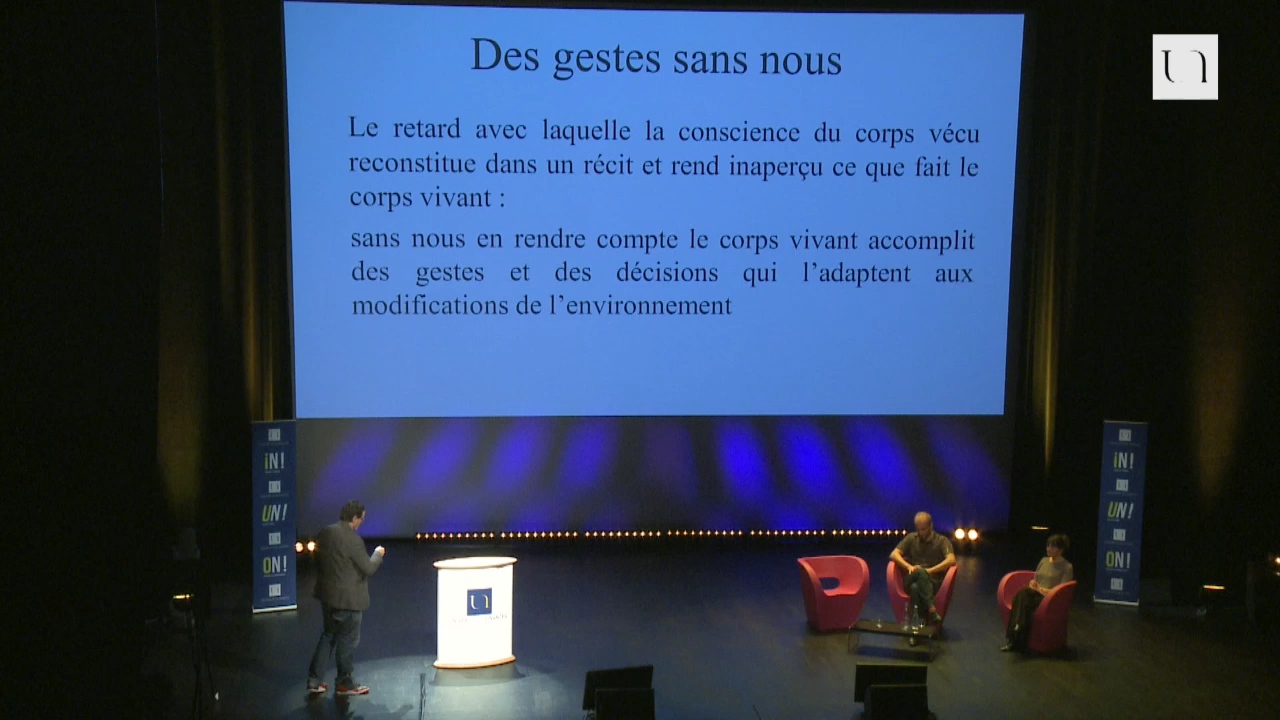 Des gestes sans nous
Le retard avec laquelle la conscience du corps vécu
reconstitue dans un récit et rend inaperçu ce que fait le
corps vivant :
sans nous en rendre compte le corps vivant accomplit
des gestes et des décisions qui l’adaptent aux
modifications de l’environnement
iN!
UN!
ON!
iN!
UN!
ON!